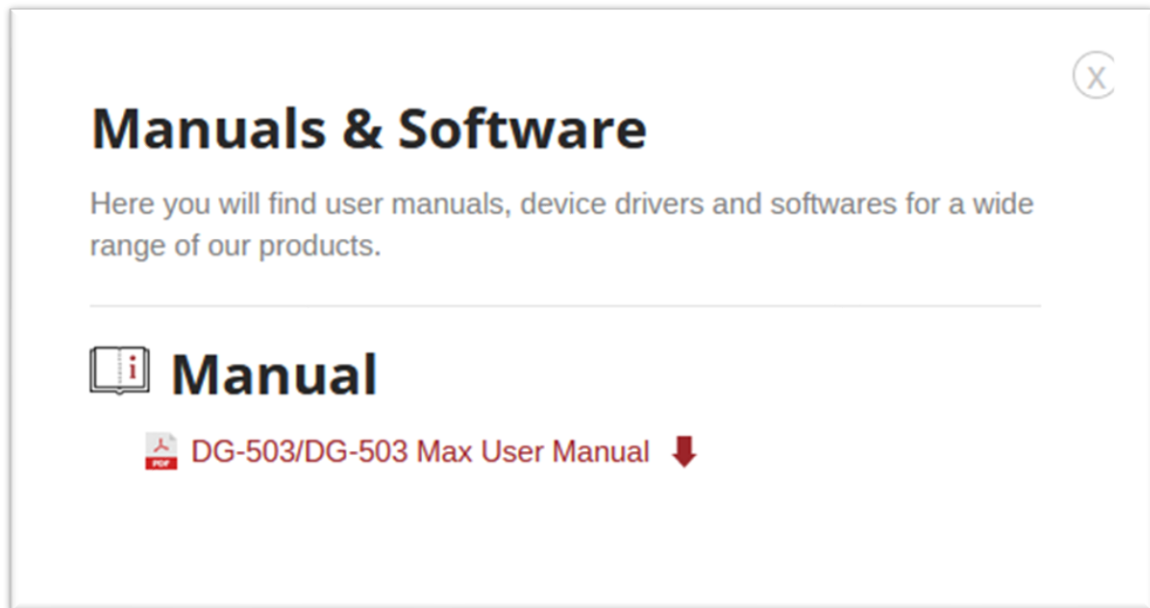 X
Manuals & Software
Here you will find user manuals, device drivers and softwares for a wide
range of our products.
i Manual
PDF DG-503/DG-503 Max User Manual